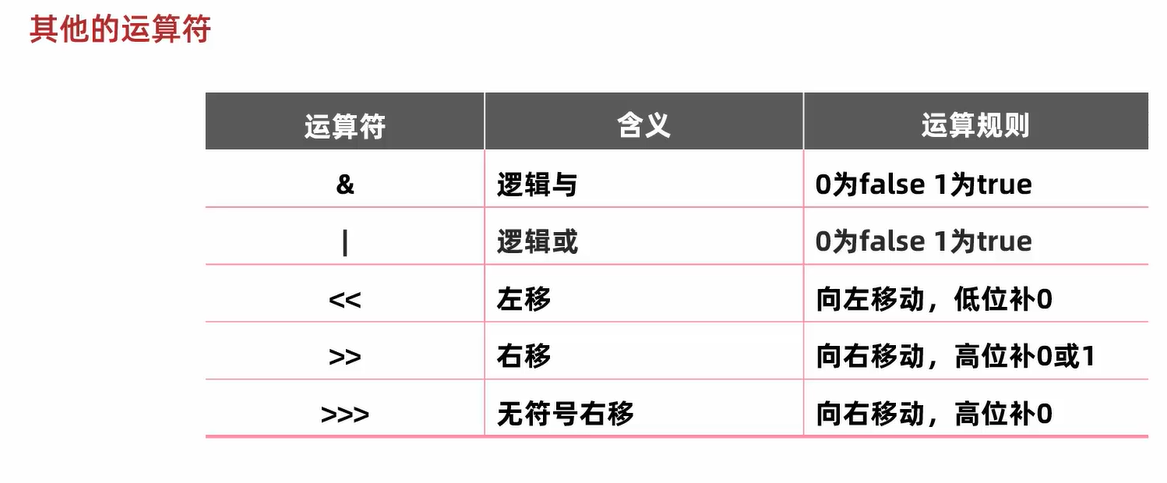 其他的运算符
运算符 含义 运算规则
& 逻辑与 0为false 1为true
| 逻辑或 0为false 1为true
<< 左移 向左移动，低位补0
>> 右移 向右移动，高位补0或1
>>> 无符号右移 向右移动，高位补0